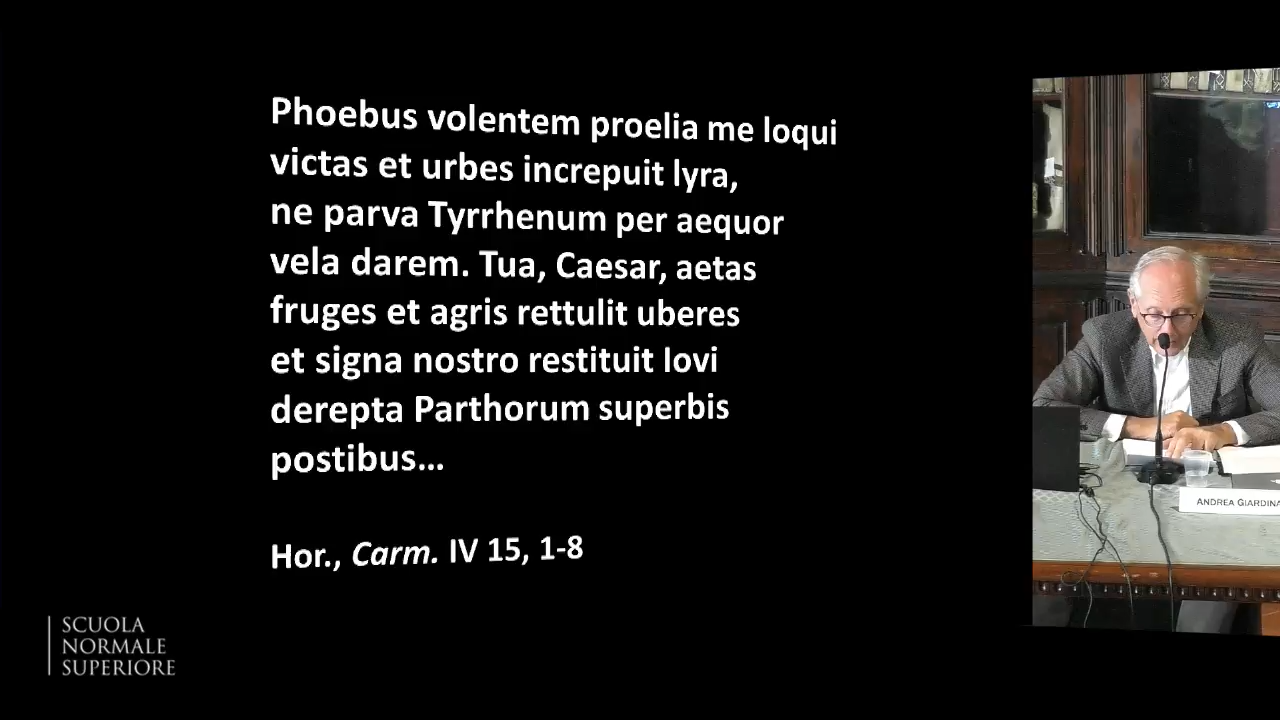 Phoebus volentem proelia me loqui
victas et urbes increpuit lyra,
ne parva Tyrrhenum per aequor
vela darem. Tua, Caesar, aetas
fruges et agris rettulit uberes
et signa nostro restituit Iovi
derepta Parthorum superbis
postibus...
Hor., Carm. IV 15, 1-8
SCUOLA
NORMALE
SUPERIORE
ANDREA GIARDINA